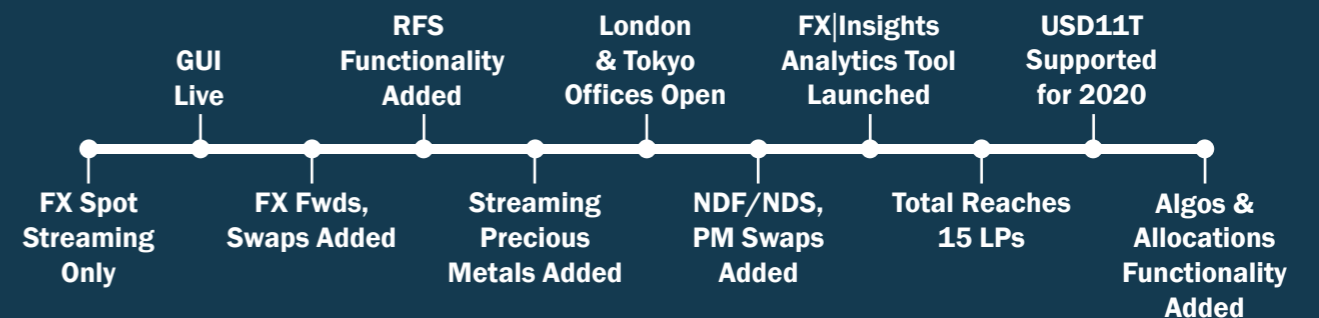 FX Spot
Streaming
Only
GUI
Live
FX Fwds,
Swaps Added
RFS
Functionality
Added
Streaming
Precious
Metals Added
London
& Tokyo
Offices Open
NDF/NDS,
PM Swaps
Added
FX|Insights
Analytics Tool
Launched
Total Reaches
15 LPs
USD11T
Supported
for 2020
Algos &
Allocations
Functionality
Added